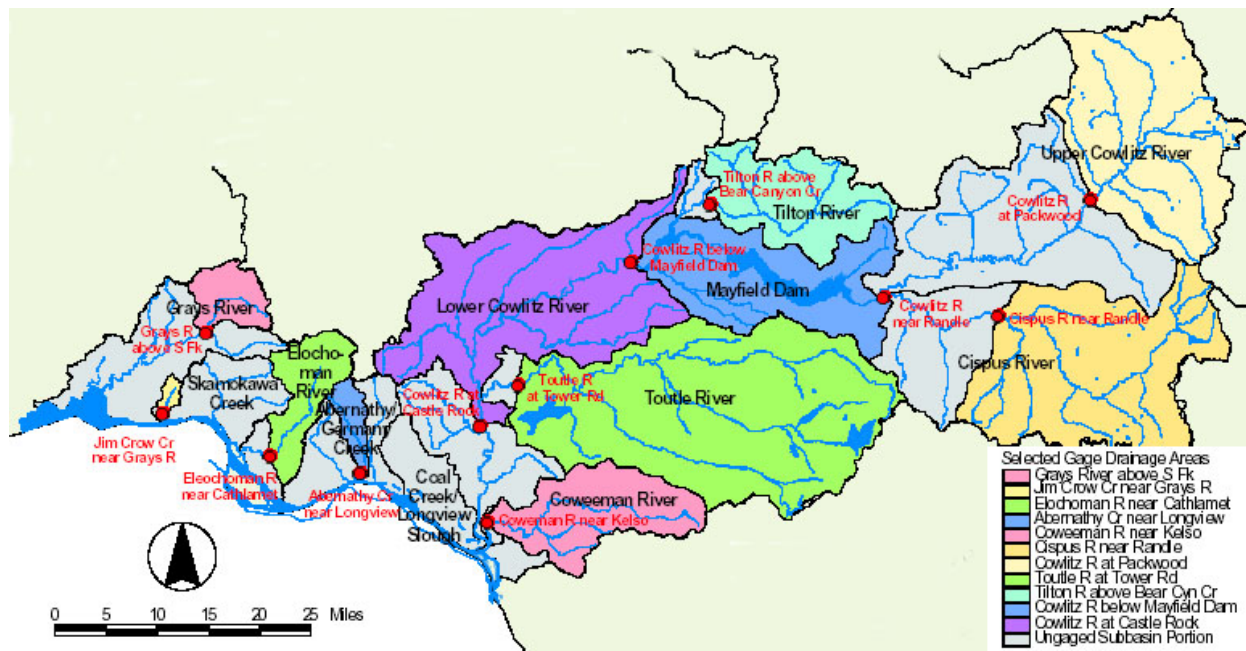 Upper Cowlitz River
Cowlitz R
at Packwood
Tilton R above
Bear Canyon Cr
Tilton River
Cowlitz R below
Mayfield Dam
Mayfield Dam
Lower Cowlitz River
Cowlitz R
near Randle
Cispus R near Randle
Cispus River
Grays River
Grays R
above S Fk
Elocho-
man
River
Skamokawa
Creek
Jim Crow Cr
near Grays R
Abernathy/
Germany
Creek
Cowlitz R at
Castle Rock
Toutle R
at Tower Rd
Toutle River
Eleochoman R
near Cathlamet
Abernathy Cr
near Longview
Coal
Creek/
Longview
Slough
Coweeman River
Coweman R near Kelso
0 5 10 15 20 25 Miles
Selected Gage Drainage Areas
Grays River above S Fk
Jim Crow Cr near Grays R
Elochoman R near Cathlamet
Abernathy Cr near Longview
Coweeman R near Kelso
Cispus R near Randle
Cowlitz R at Packwood
Toutle R at Tower Rd
Tilton R above Bear Cyn Cr
Cowlitz R below Mayfield Dam
Cowlitz R at Castle Rock
Ungaged Subbasin Portion